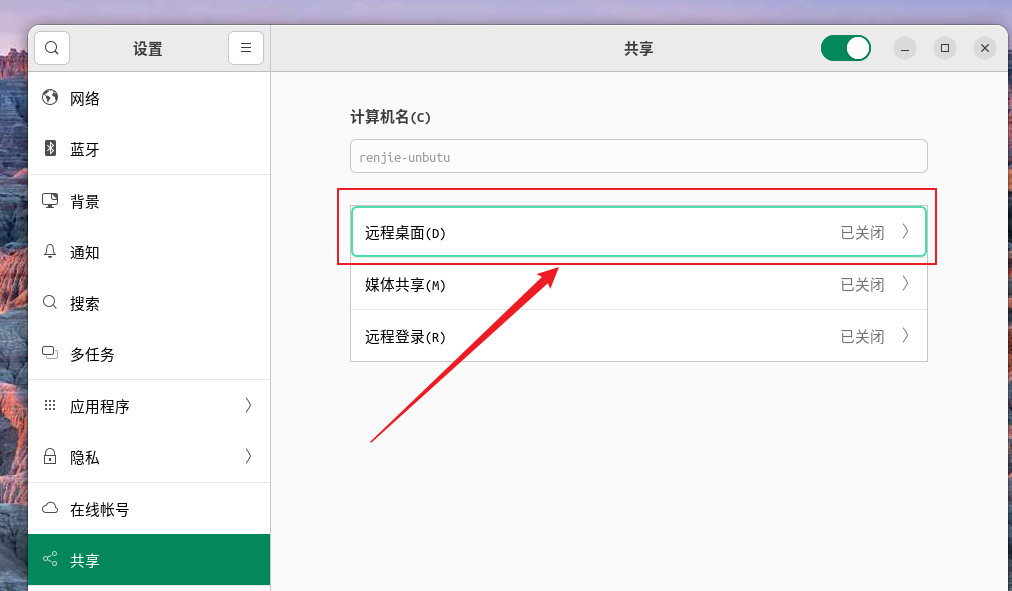 设置
共享
网络
蓝牙
背景
通知
搜索
多任务
应用程序
隐私
在线帐号
共享
计算机名(C)
renjie-unbutu
远程桌面(D) 已关闭
媒体共享(M) 已关闭
远程登录(R) 已关闭